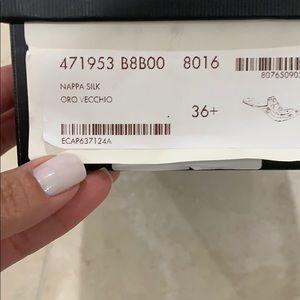 471953 B8B00 8016
NAPPA SILK
ORO VECCHIO
36+
ECAP637124A